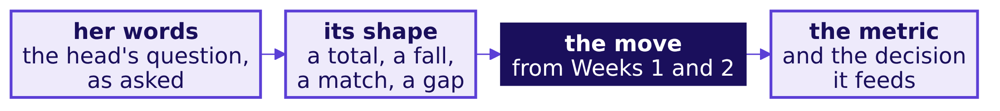 her words
the head's question,
as asked
its shape
a total, a fall,
a match, a gap
the move
from Weeks 1 and 2
the metric
and the decision
it feeds